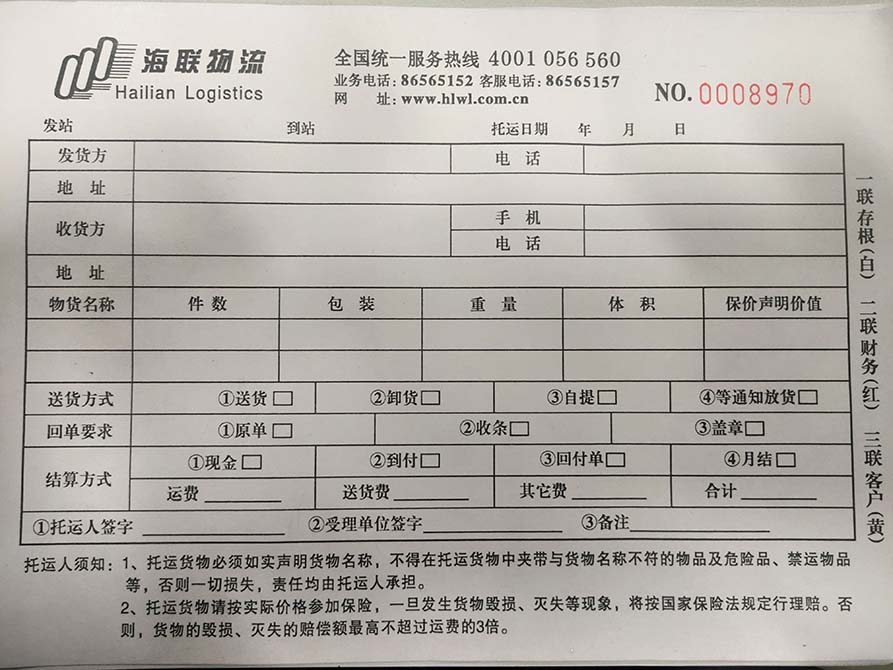 海联物流
Hailian Logistics
全国统一服务热线 4001 056 560
业务电话：86565152 客服电话：86565157
网　　址：www.hlwl.com.cn
NO. 0008970
发站　到站　托运日期　年　月　日
发货方　电　话
地　址
收货方　手　机
电　话
地　址
物货名称　件 数　包　装　重　量　体　积　保价声明价值
送货方式　①送货□　②卸货□　③自提□　④等通知放货□
回单要求　①原单□　②收条□　③盖章□
结算方式　①现金□　②到付□　③回付单□　④月结□
运费　送货费　其它费　合计
①托运人签字　②受理单位签字　③备注
托运人须知：1、托运货物必须如实声明货物名称，不得在托运货物中夹带与货物名称不符的物品及危险品、禁运物品
等，否则一切损失，责任均由托运人承担。
2、托运货物请按实际价格参加保险，一旦发生货物毁损、灭失等现象，将按国家保险法规定行理赔。否
则，货物的毁损、灭失的赔偿额最高不超过运费的3倍。
一联存根(白)　二联财务(红)　三联客户(黄)